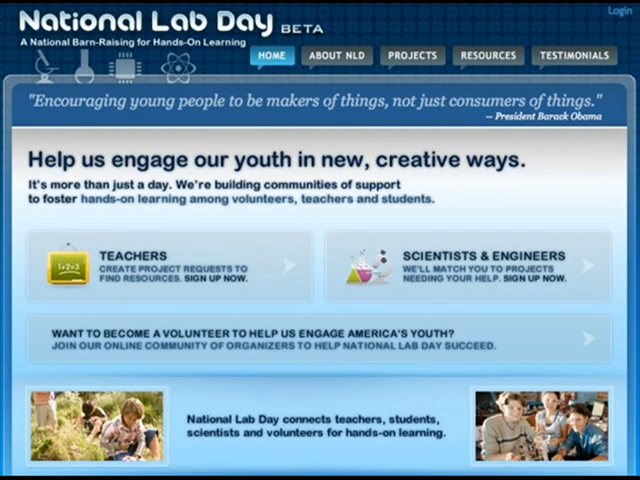 Login
National Lab Day BETA
A National Barn-Raising for Hands-On Learning
HOME ABOUT NLD PROJECTS RESOURCES TESTIMONIALS
"Encouraging young people to be makers of things, not just consumers of things."
-- President Barack Obama
Help us engage our youth in new, creative ways.
It's more than just a day. We're building communities of support
to foster hands-on learning among volunteers, teachers and students.
1+2=3
TEACHERS
CREATE PROJECT REQUESTS TO
FIND RESOURCES. SIGN UP NOW.
SCIENTISTS & ENGINEERS
WE'LL MATCH YOU TO PROJECTS
NEEDING YOUR HELP. SIGN UP NOW.
WANT TO BECOME A VOLUNTEER TO HELP US ENGAGE AMERICA'S YOUTH?
JOIN OUR ONLINE COMMUNITY OF ORGANIZERS TO HELP NATIONAL LAB DAY SUCCEED.
National Lab Day connects teachers, students,
scientists and volunteers for hands-on learning.